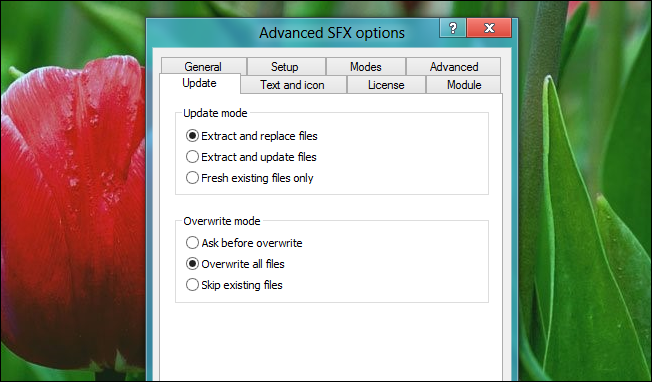 Advanced SFX options
?
X
General Setup Modes Advanced
Update Text and icon License Module
Update mode
Extract and replace files
Extract and update files
Fresh existing files only
Overwrite mode
Ask before overwrite
Overwrite all files
Skip existing files